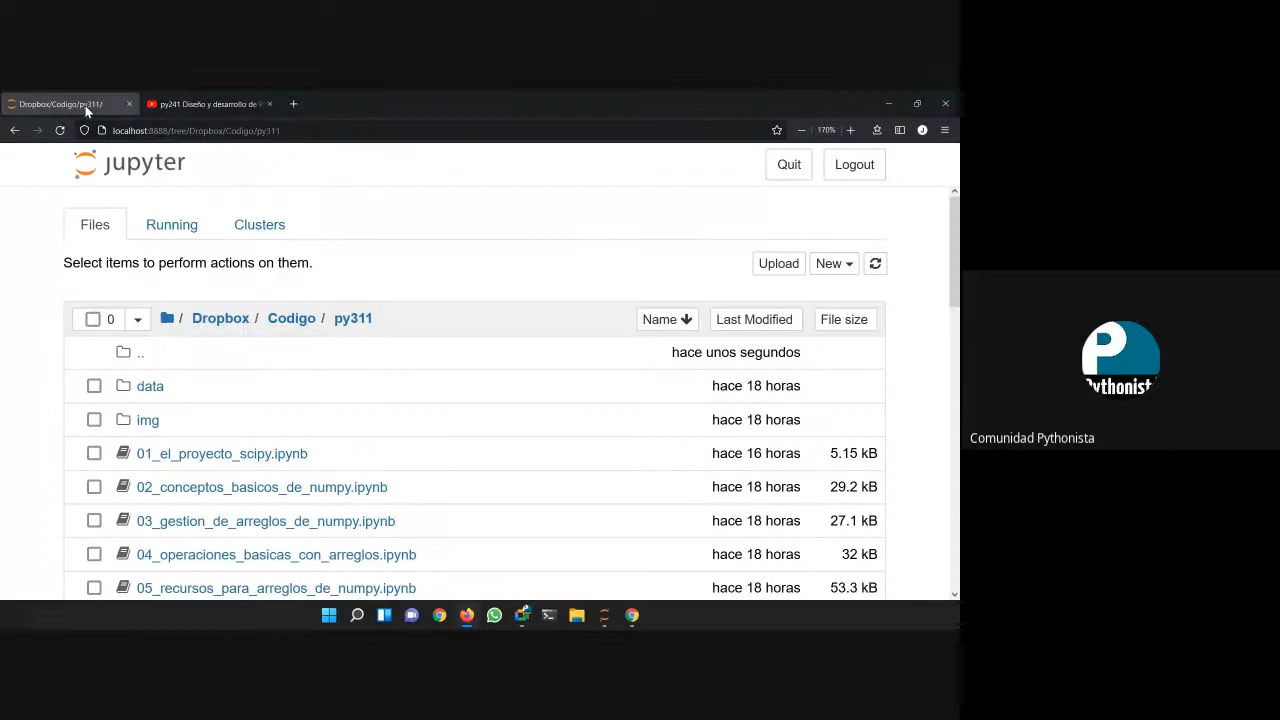 Dropbox/Codigo/py311/
py241 Diseño y desarrollo de
localhost:8888/tree/Dropbox/Codigo/py311
170%
J
jupyter
Quit
Logout
Files
Running
Clusters
Select items to perform actions on them.
Upload
New
0
/ Dropbox / Codigo / py311
Name
Last Modified
File size
..
hace unos segundos
data
hace 18 horas
img
hace 18 horas
01_el_proyecto_scipy.ipynb
hace 16 horas
5.15 kB
02_conceptos_basicos_de_numpy.ipynb
hace 18 horas
29.2 kB
03_gestion_de_arreglos_de_numpy.ipynb
hace 18 horas
27.1 kB
04_operaciones_basicas_con_arreglos.ipynb
hace 18 horas
32 kB
05_recursos_para_arreglos_de_numpy.ipynb
hace 18 horas
53.3 kB
P
Pythonist
Comunidad Pythonista